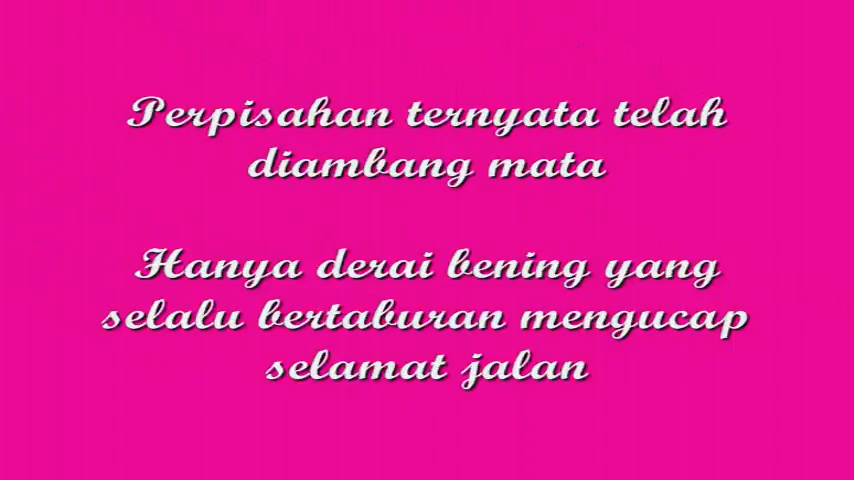 Perpisahan ternyata telah
diambang mata
Hanya derai bening yang
selalu bertaburan mengucap
selamat jalan